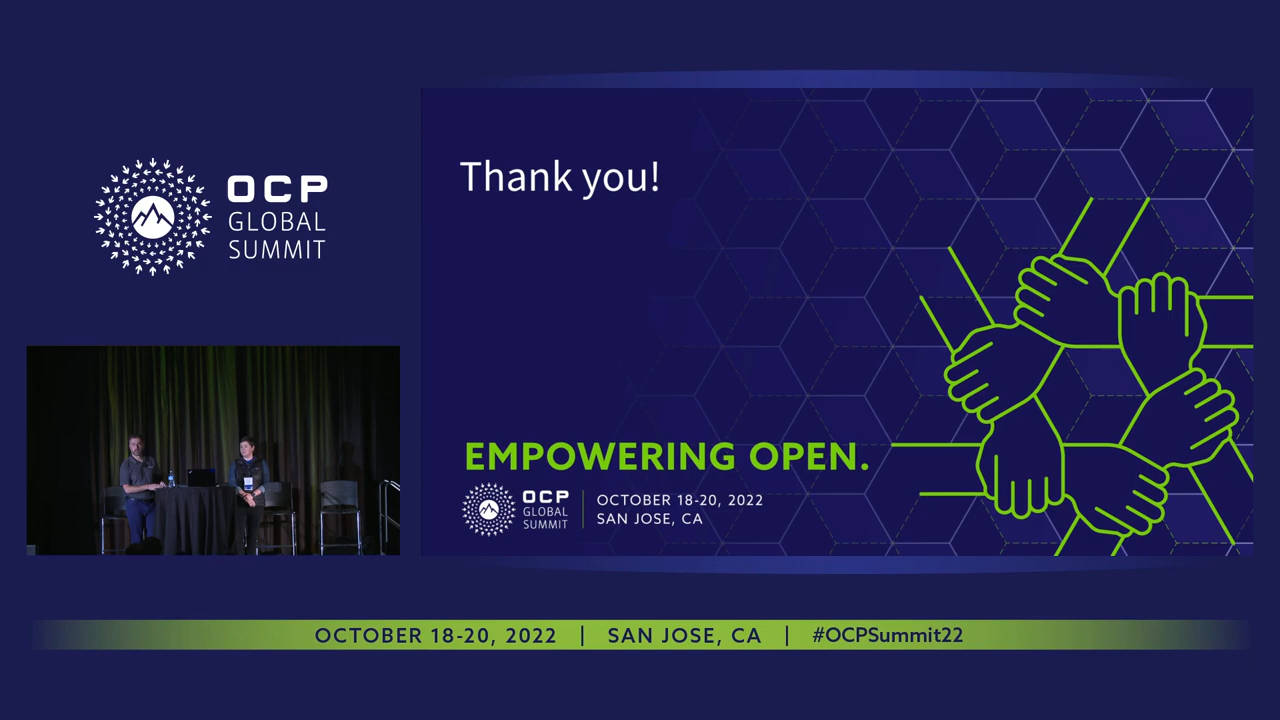 OCP
GLOBAL
SUMMIT
Thank you!
EMPOWERING OPEN.
OCP
GLOBAL
SUMMIT
OCTOBER 18-20, 2022
SAN JOSE, CA
OCTOBER 18-20, 2022 | SAN JOSE, CA | #OCPSummit22